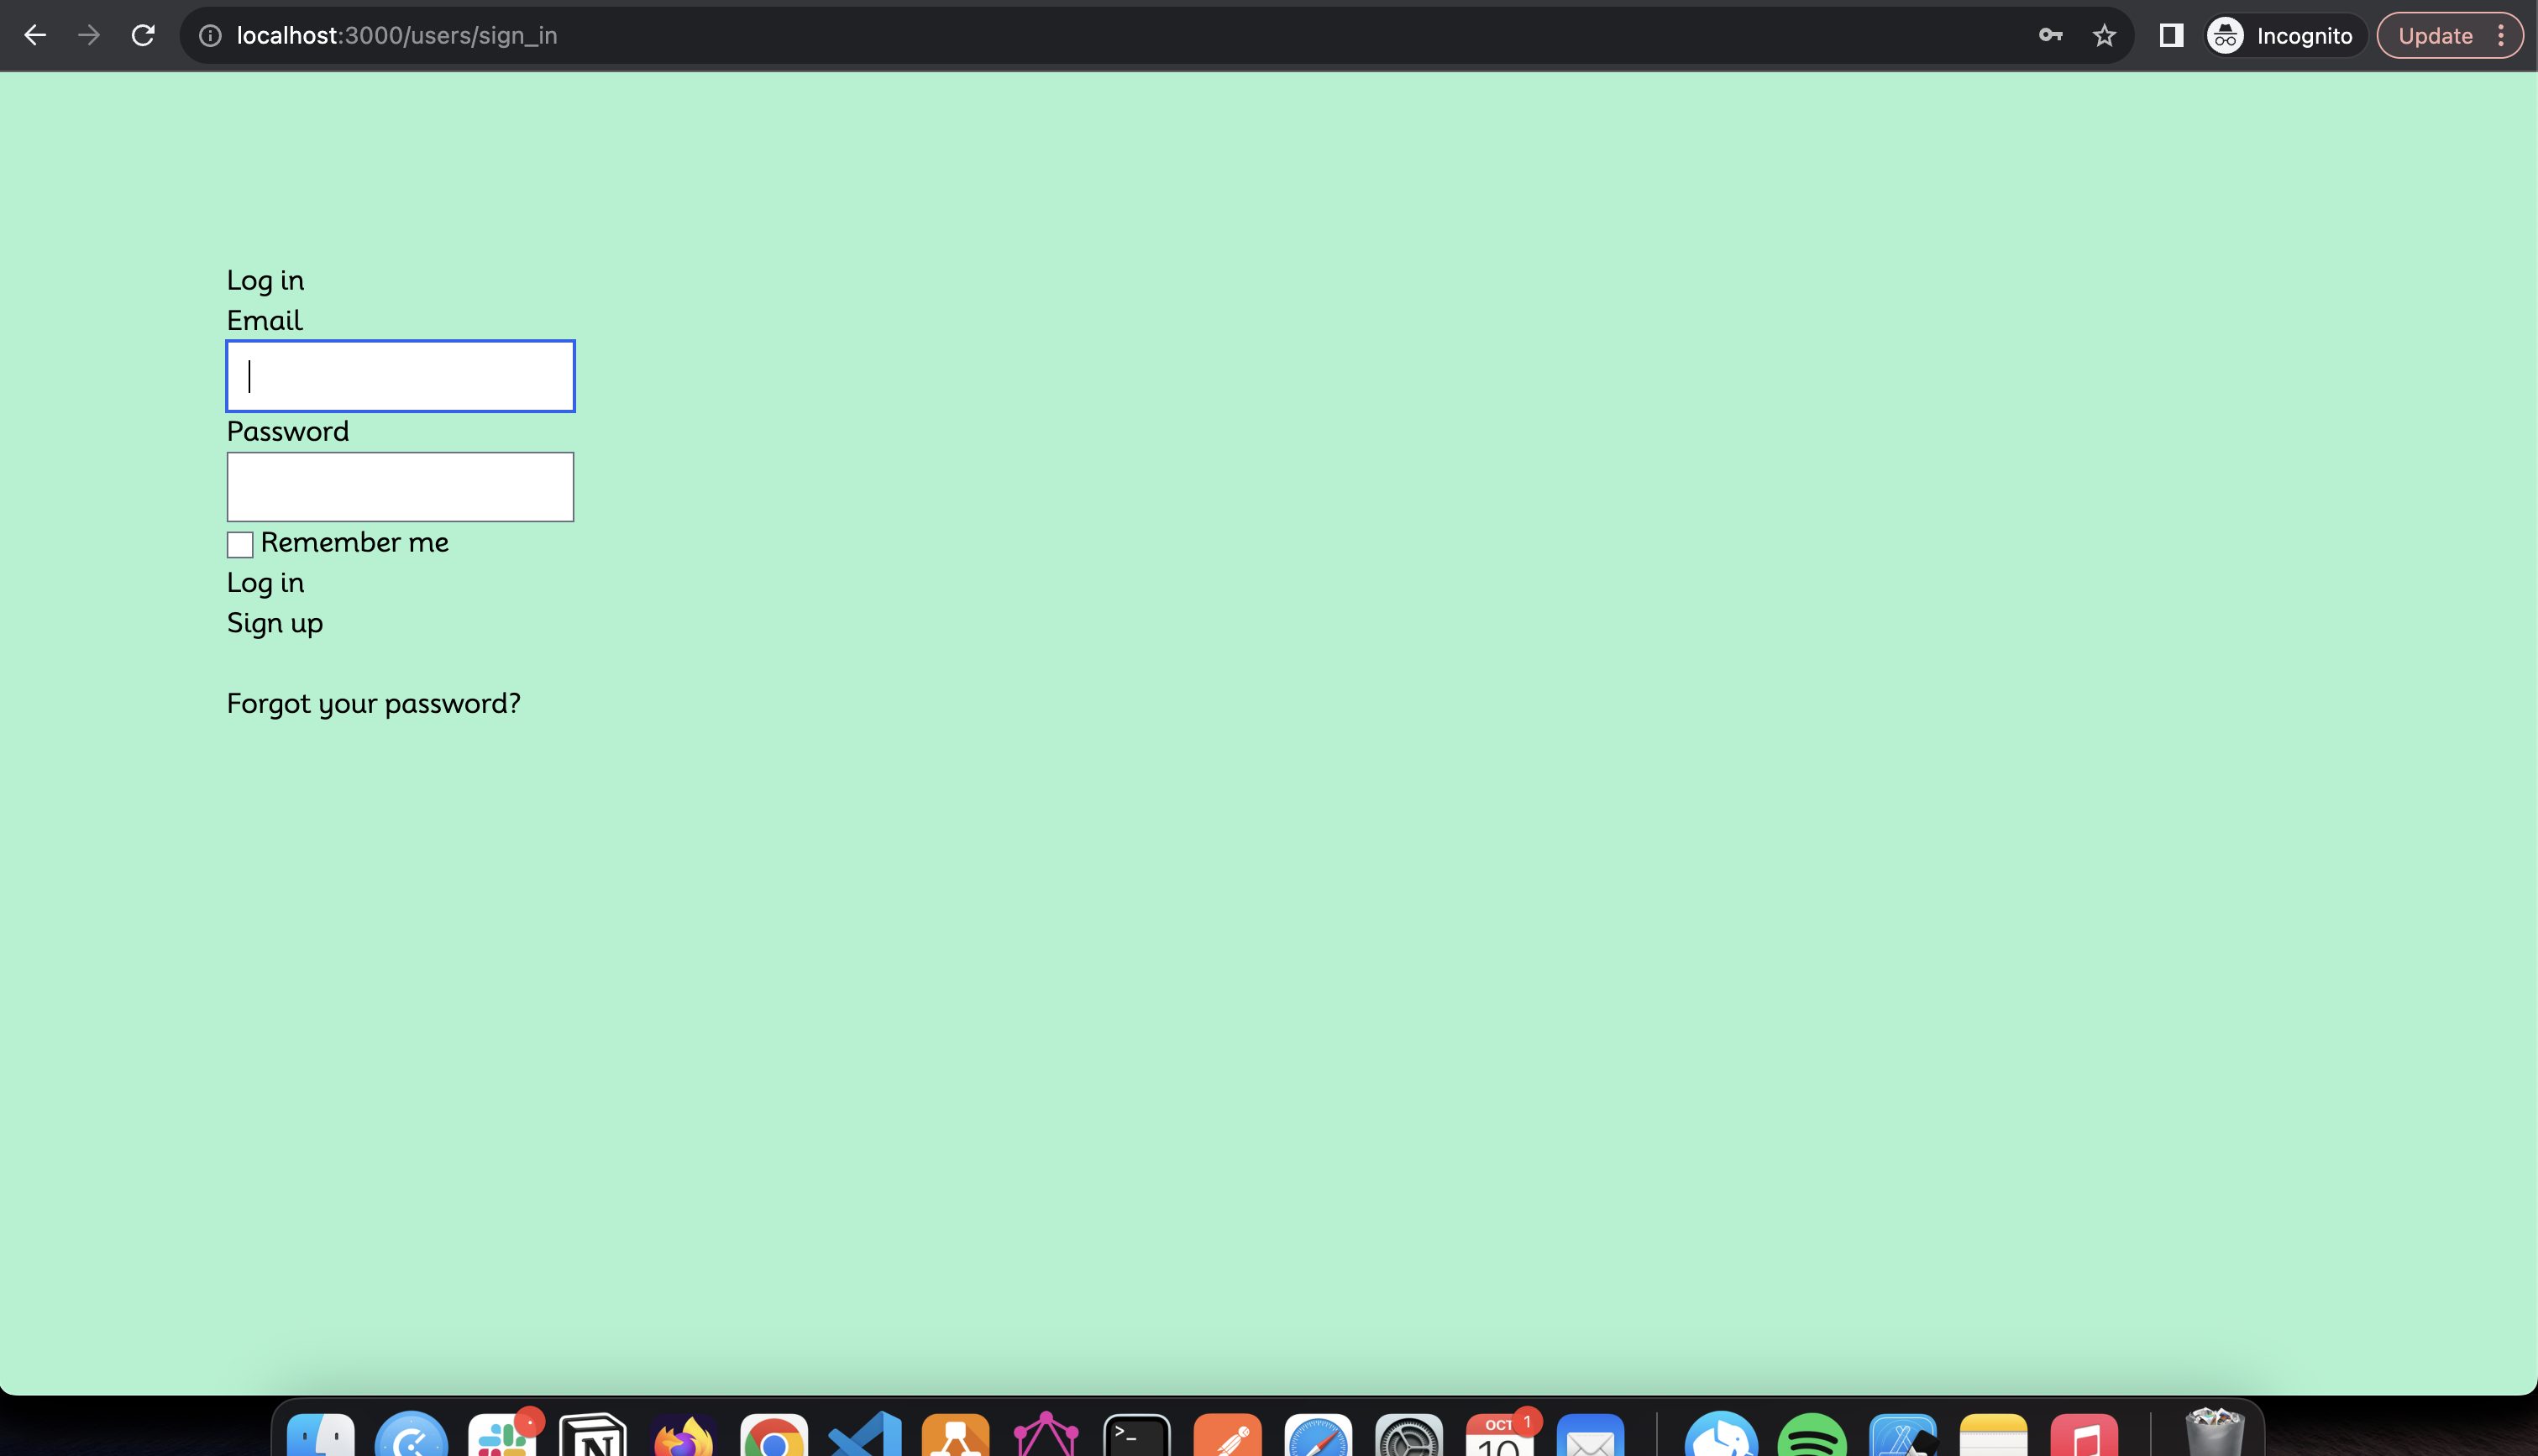 localhost:3000/users/sign_in
Incognito
Update
Log in
Email
Password
Remember me
Log in
Sign up
Forgot your password?
OCT
1
10